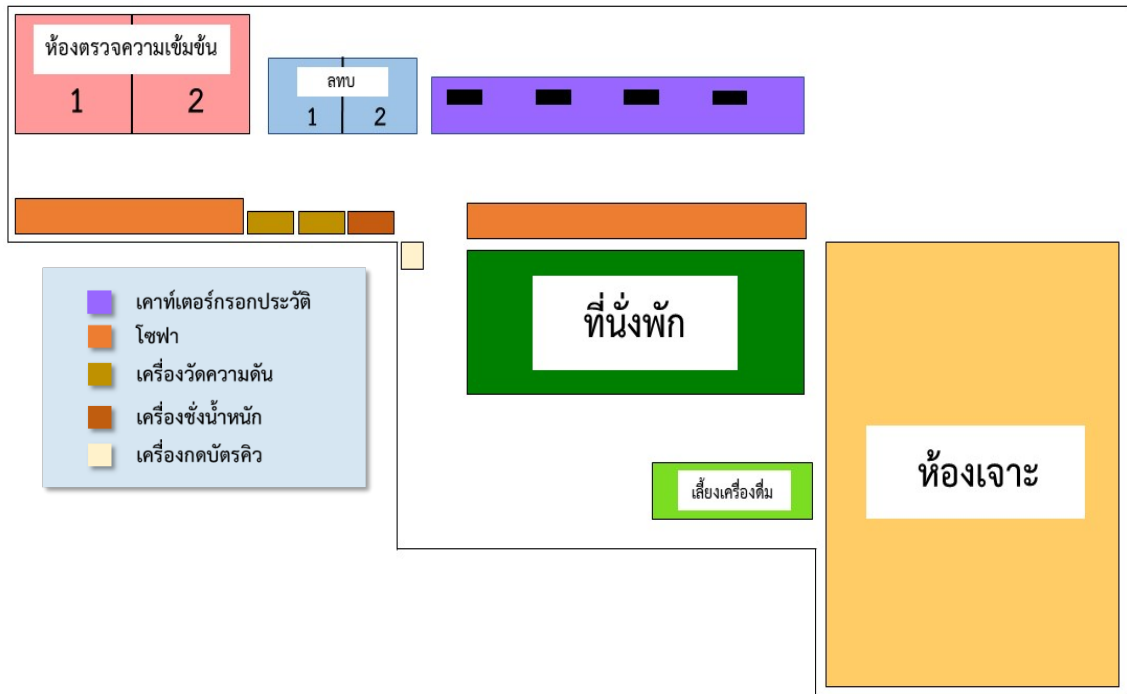 ห้องตรวจความเข้มข้น
1 2
ลทบ
1 2
ที่นั่งพัก
เคาท์เตอร์กรอกประวัติ
โซฟา
เครื่องวัดความดัน
เครื่องชั่งน้ำหนัก
เครื่องกดบัตรคิว
เลี้ยงเครื่องดื่ม
ห้องเจาะ